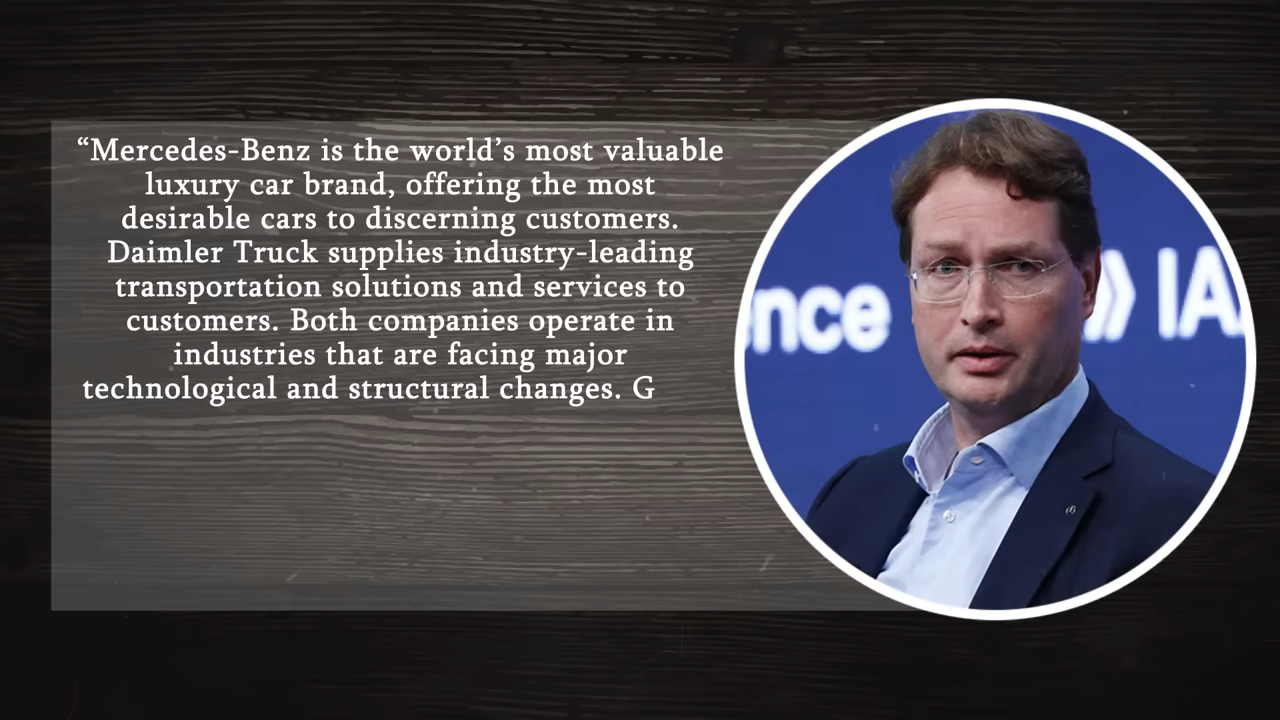 “Mercedes-Benz is the world’s most valuable
luxury car brand, offering the most
desirable cars to discerning customers.
Daimler Truck supplies industry-leading
transportation solutions and services to
customers. Both companies operate in
industries that are facing major
technological and structural changes. G
nce
IA